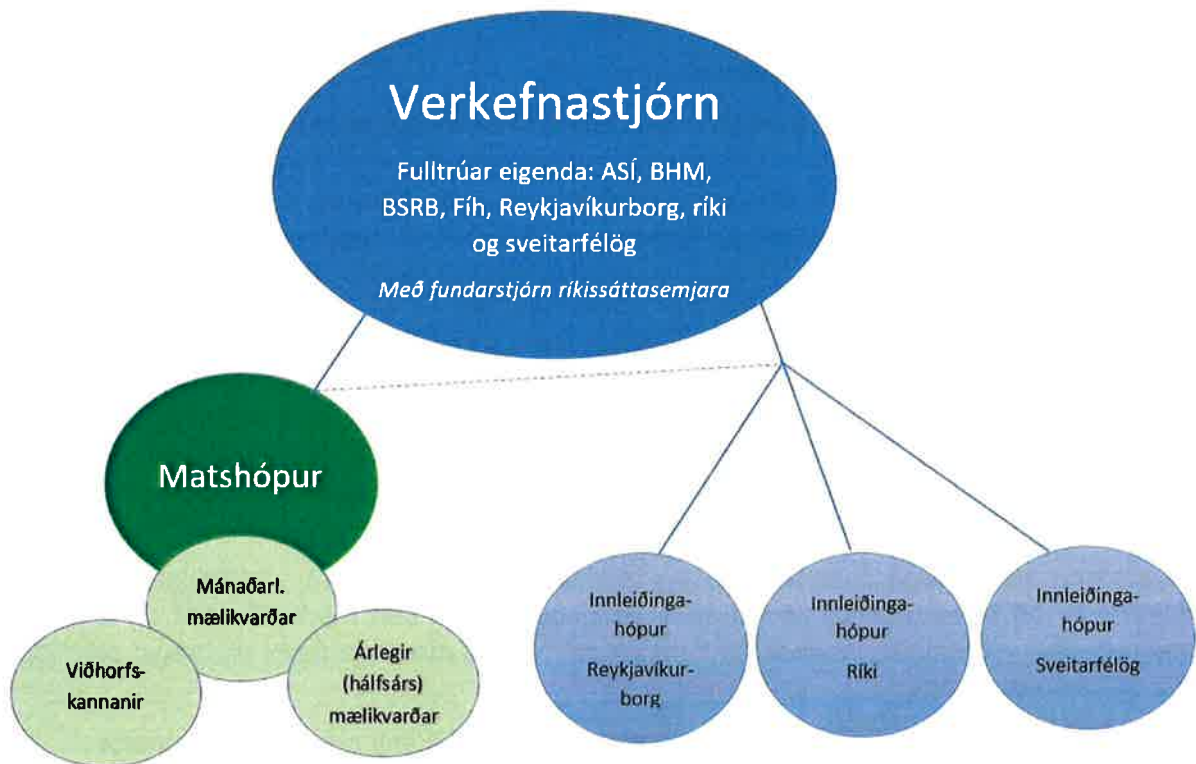 Verkefnastjórn
Fulltrúar eigenda: ASÍ, BHM,
BSRB, Fíh, Reykjavíkurborg, ríki
og sveitarfélög
Með fundarstjórn ríkissáttasemjara
Matshópur
Mánaðarl.
mælikvarðar
Viðhorfs-
kannanir
Árlegir
(hálfsárs)
mælikvarðar
Innleiðinga-
hópur
Reykjavíkur-
borg
Innleiðinga-
hópur
Ríki
Innleiðinga-
hópur
Sveitarfélög